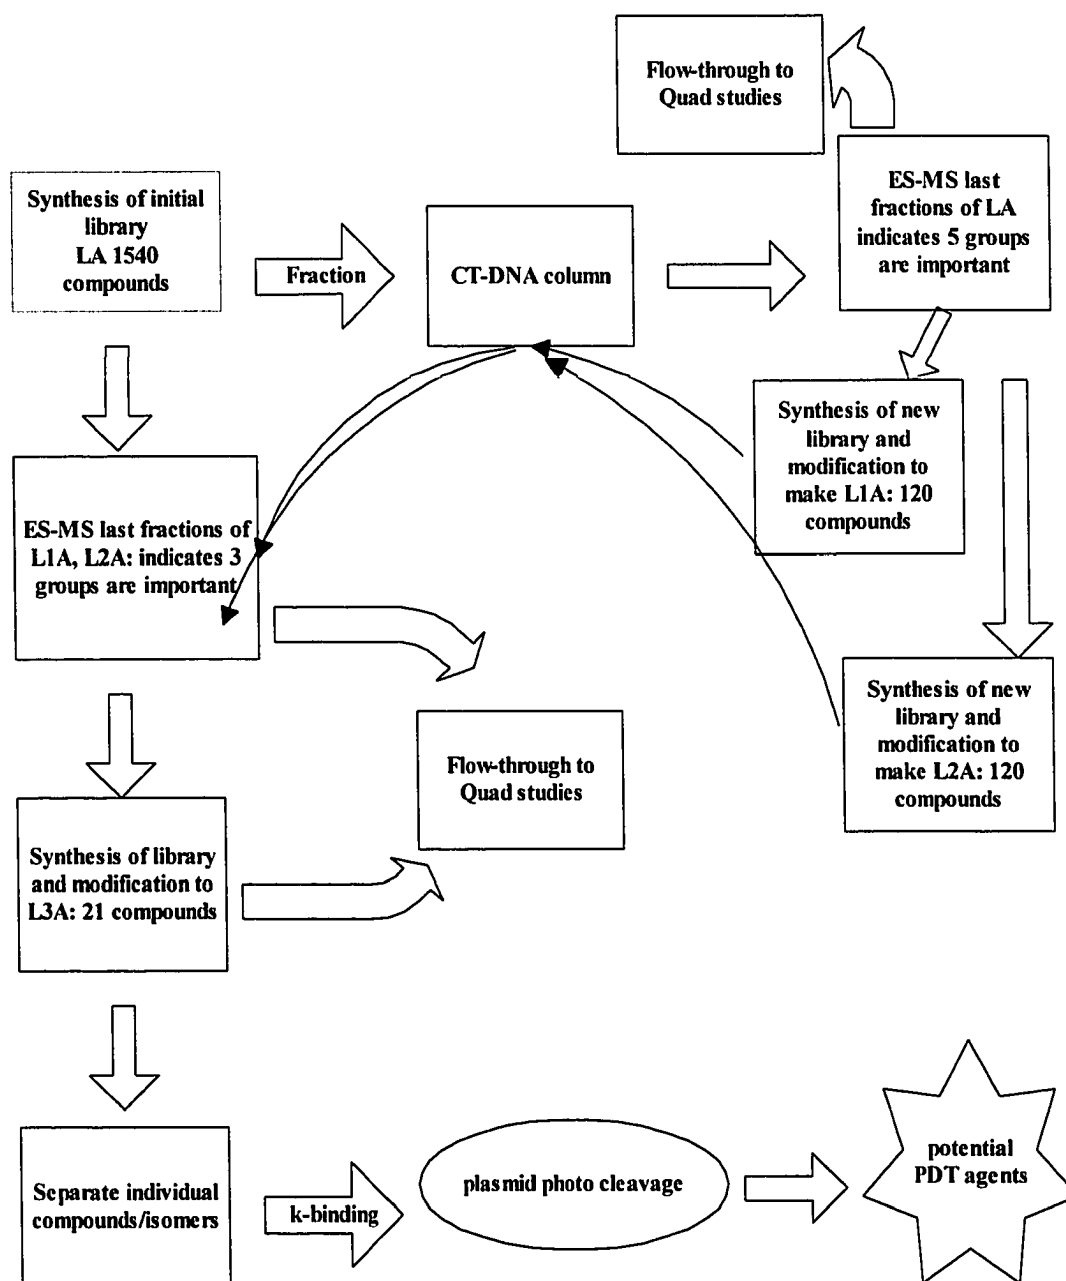 Flow-through to
Quad studies
Synthesis of initial
library
LA 1540
compounds
Fraction
CT-DNA column
ES-MS last
fractions of LA
indicates 5 groups
are important
Synthesis of new
library and
modification to
make L1A: 120
compounds
ES-MS last fractions of
L1A, L2A: indicates 3
groups are important
Synthesis of new
library and
modification to
make L2A: 120
compounds
Flow-through to
Quad studies
Synthesis of library
and modification to
L3A: 21 compounds
Separate individual
compounds/isomers
k-binding
plasmid photo cleavage
potential
PDT agents